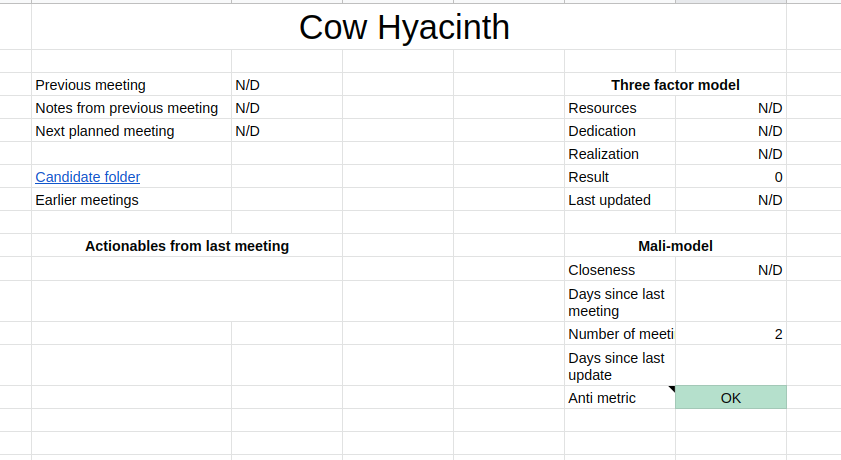 Cow Hyacinth
Previous meeting N/D
Notes from previous meeting N/D
Next planned meeting N/D
Candidate folder
Earlier meetings
Actionables from last meeting
Three factor model
Resources N/D
Dedication N/D
Realization N/D
Result 0
Last updated N/D
Mali-model
Closeness N/D
Days since last
meeting
Number of meeti 2
Days since last
update
Anti metric OK